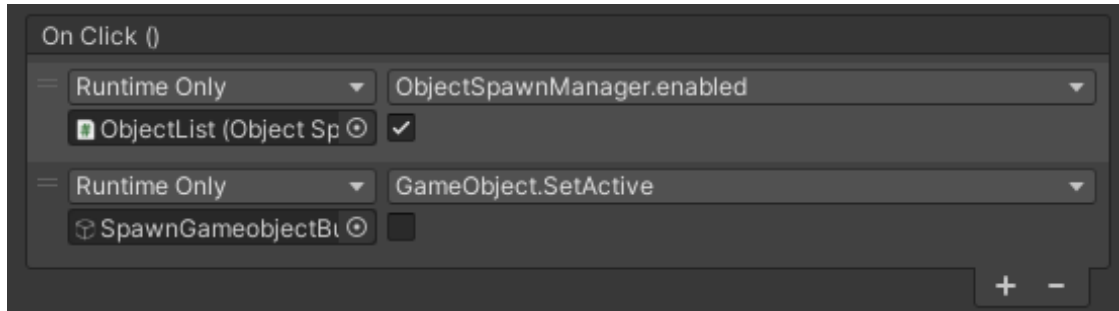 On Click ()
Runtime Only ObjectSpawnManager.enabled
ObjectList (Object Sp
Runtime Only GameObject.SetActive
SpawnGameobjectBu